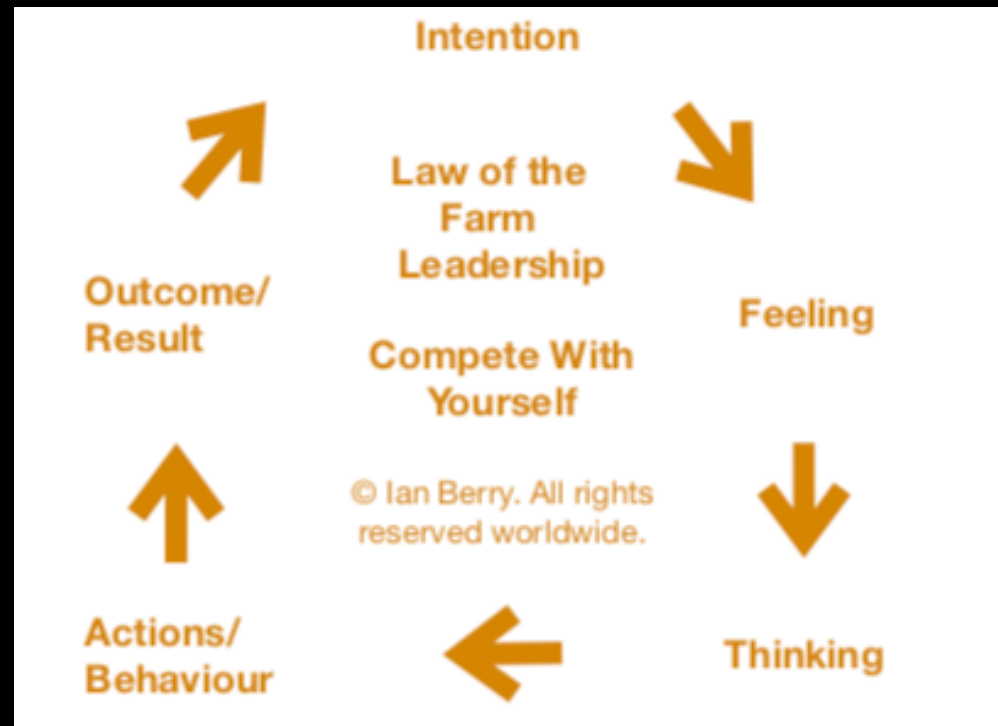 Intention
Law of the
Farm
Leadership
Outcome/
Result
Feeling
Compete With
Yourself
© Ian Berry. All rights
reserved worldwide.
Actions/
Behaviour
Thinking